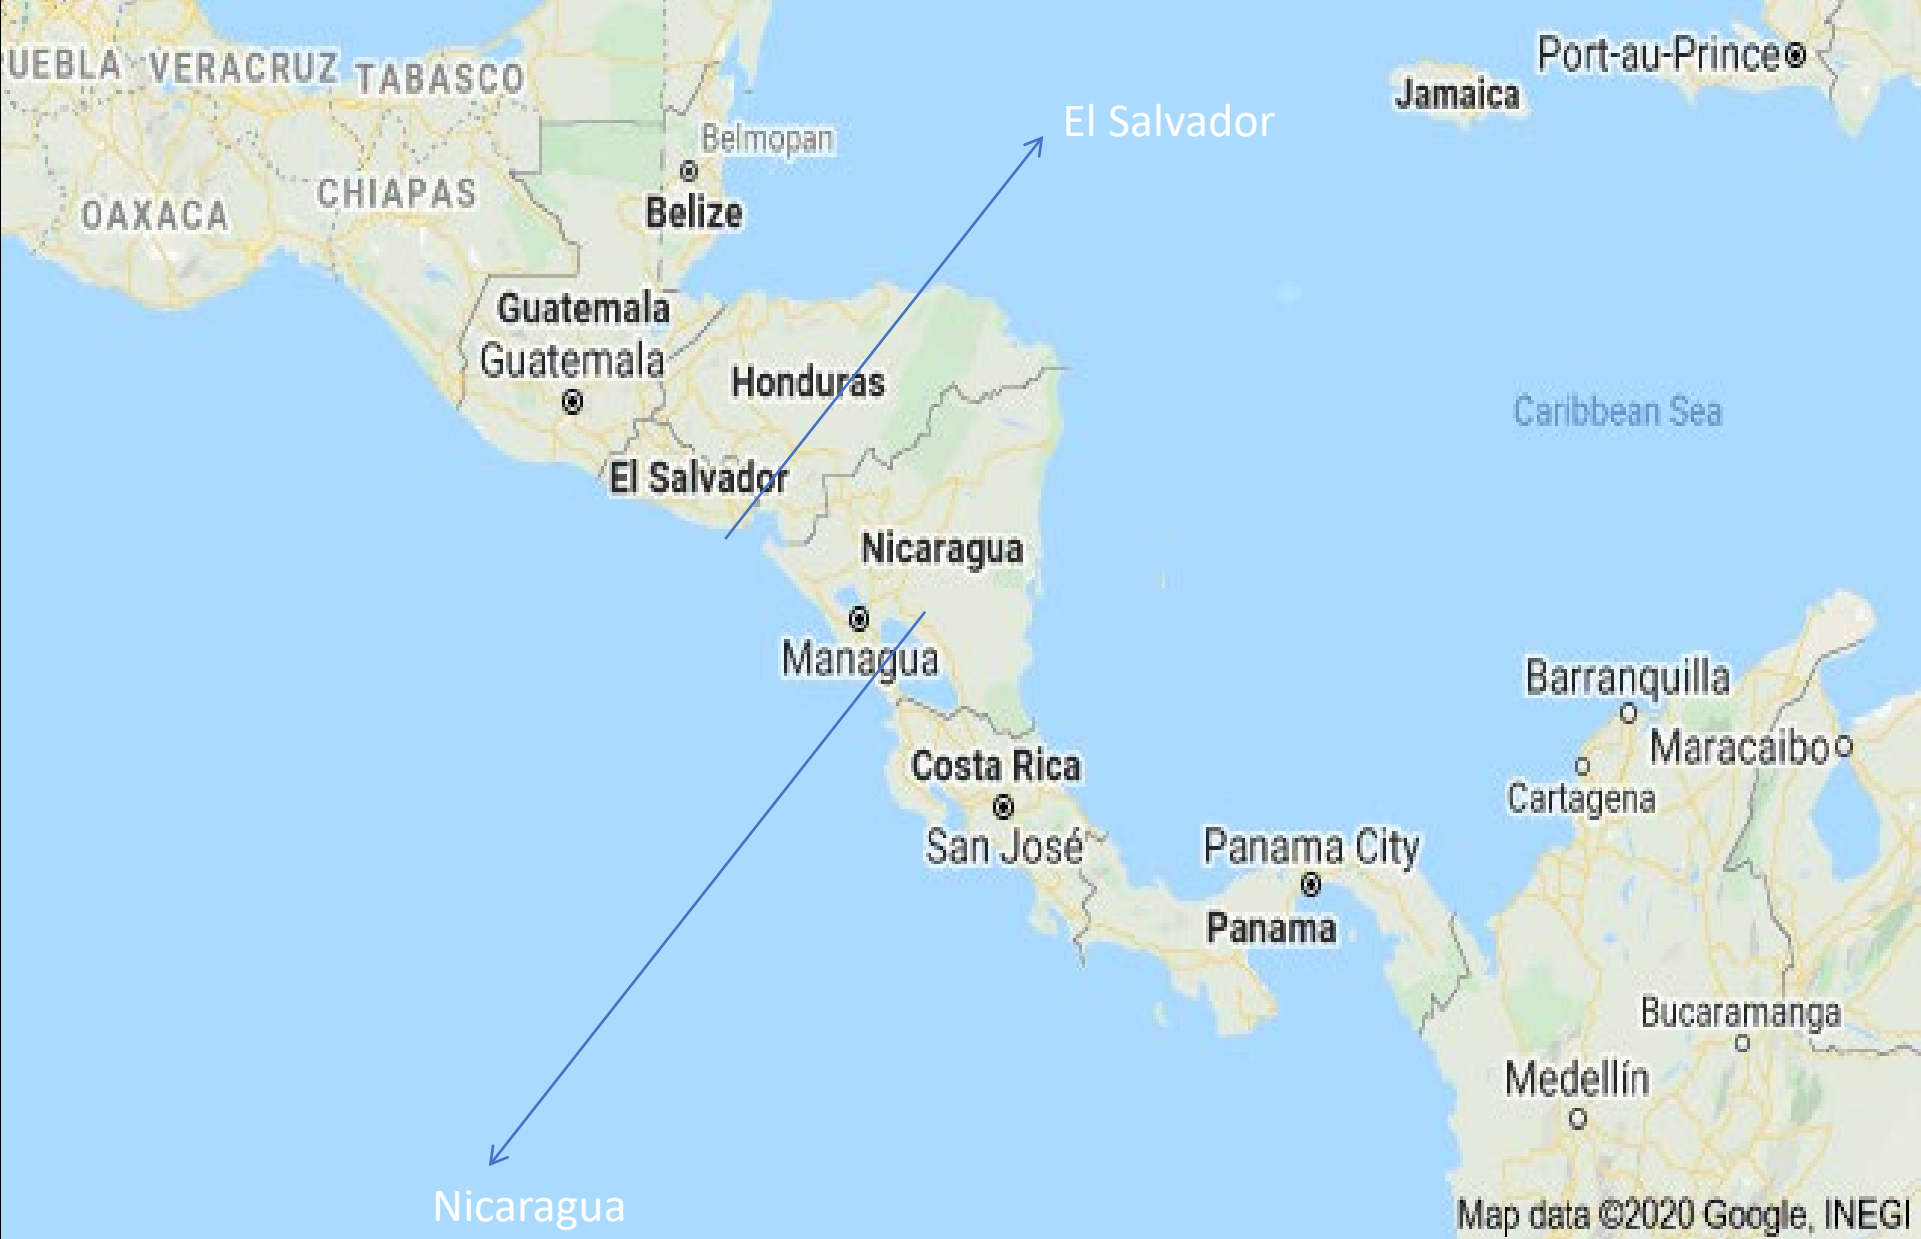 UEBLA
VERACRUZ
TABASCO
Port-au-Prince
Jamaica
El Salvador
Belmopan
CHIAPAS
OAXACA
Belize
Guatemala
Guatemala
Honduras
Caribbean Sea
El Salvador
Nicaragua
Managua
Barranquilla
Maracaibo
Costa Rica
Cartagena
San José
Panama City
Panama
Bucaramanga
Medellín
Nicaragua
Map data ©2020 Google, INEGI